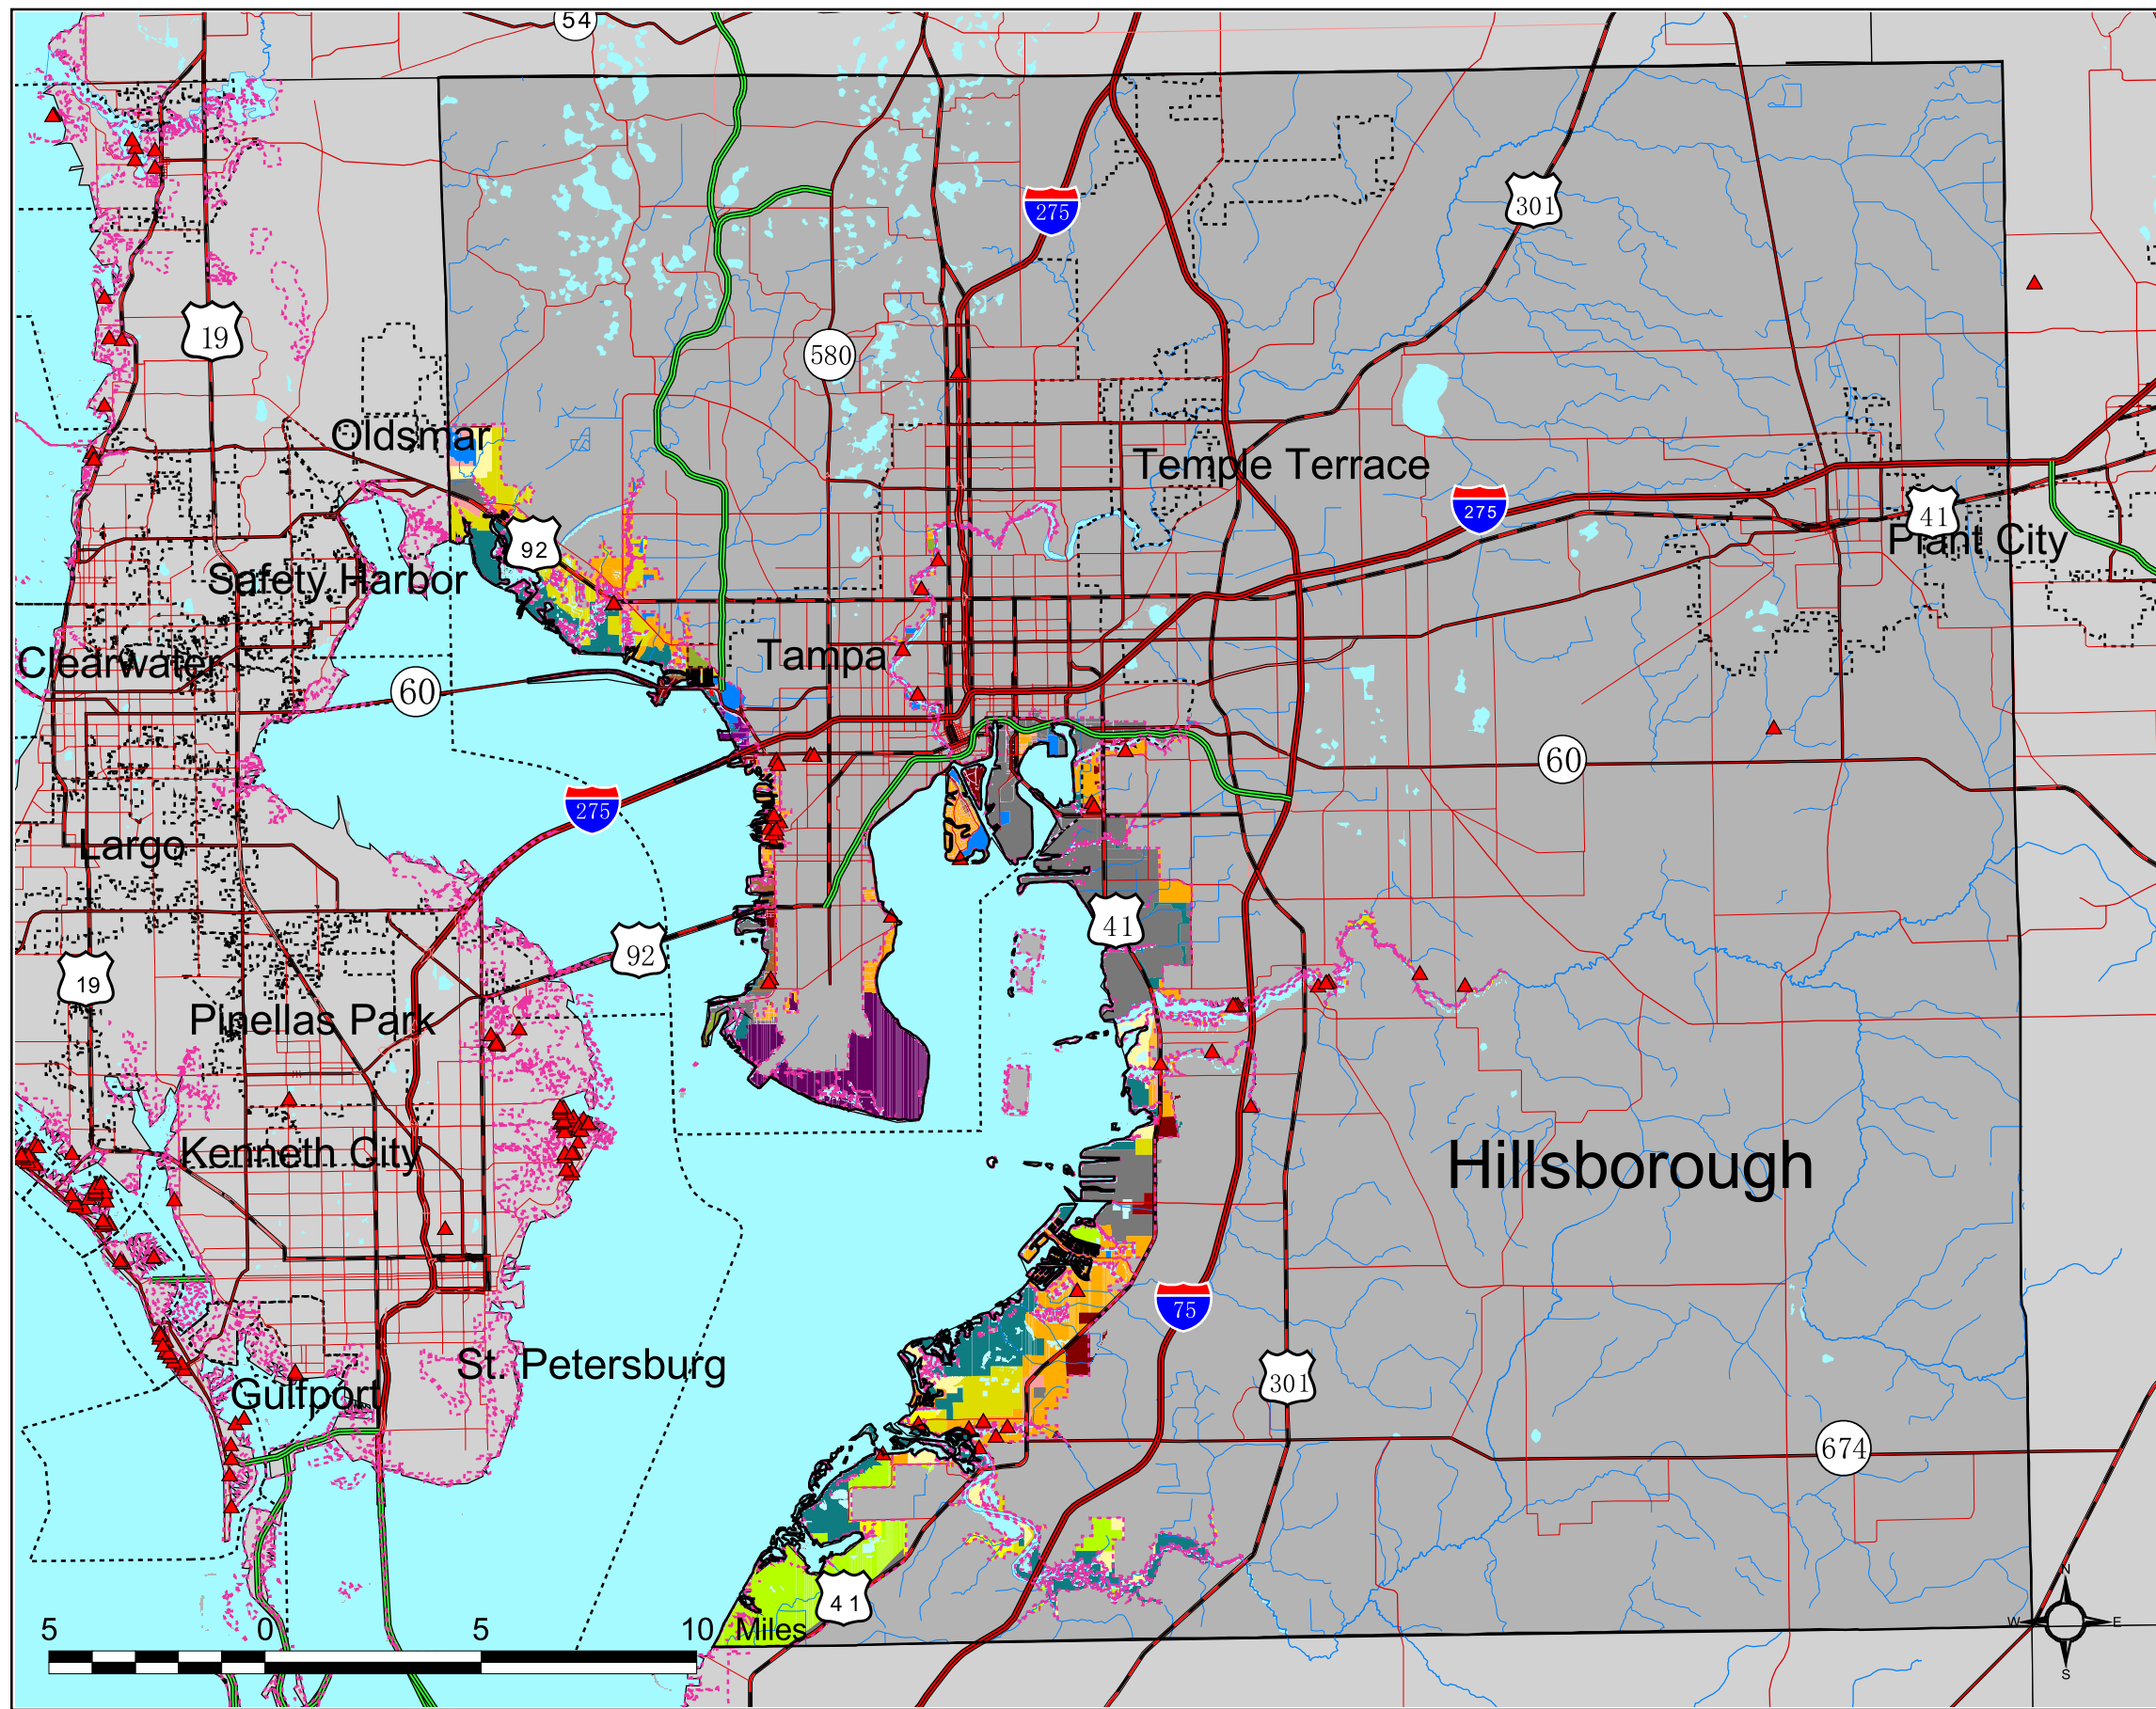 54
275
301
19
580
Oldsmar
Temple Terrace
275
41
92
Plant City
Safety Harbor
Tampa
Clearwater
60
60
275
Largo
41
92
19
Pinellas Park
Kenneth City
Hillsborough
75
St. Petersburg
301
Gulfport
674
N
41
W
E
5
0
5
10
Miles
S